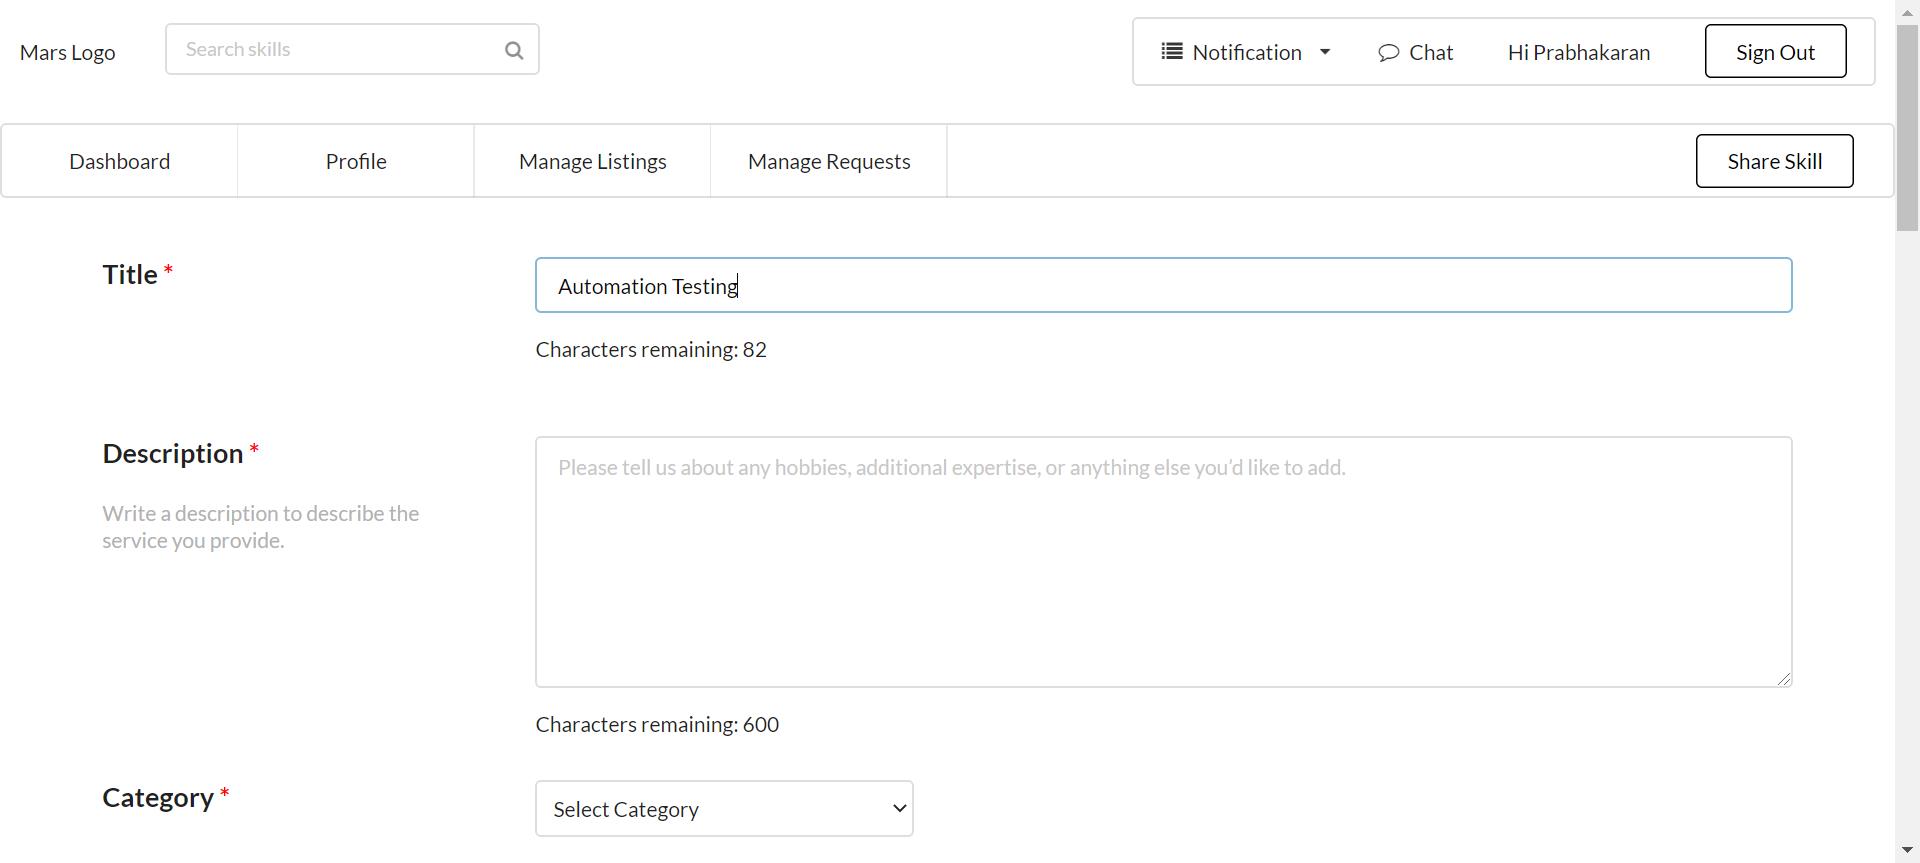 Mars Logo
Search skills
Notification
Chat
Hi Prabhakaran
Sign Out
Dashboard
Profile
Manage Listings
Manage Requests
Share Skill
Title *
Automation Testing
Characters remaining: 82
Description *
Write a description to describe the
service you provide.
Please tell us about any hobbies, additional expertise, or anything else you'd like to add.
Characters remaining: 600
Category *
Select Category